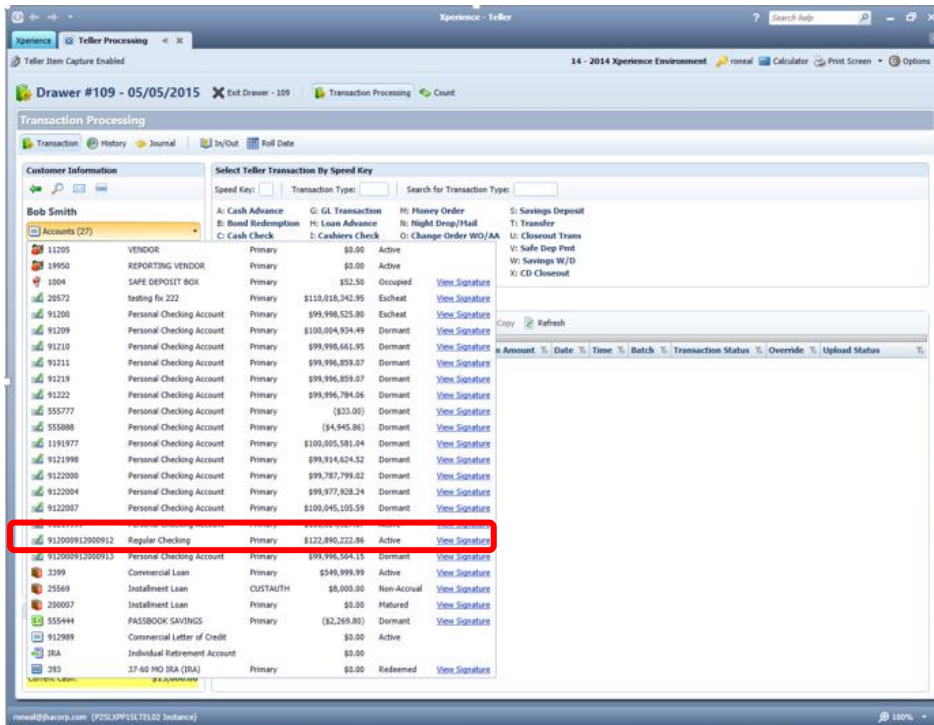 Xperience - Teller
? Search help
Xperience Teller Processing
Teller Item Capture Enabled
14 - 2014 Xperience Environment roneal Calculator Print Screen Options
Drawer #109 - 05/05/2015 Exit Drawer - 109 Transaction Processing Count
Transaction Processing
Transaction History Journal In/Out Roll Date
Customer Information
Select Teller Transaction By Speed Key
Speed Key: Transaction Type: Search for Transaction Type:
Bob Smith
Accounts (27)
A: Cash Advance G: GL Transaction M: Money Order S: Savings Deposit
B: Bond Redemption H: Loan Advance N: Night Drop/Mail T: Transfer
C: Cash Check I: Cashiers Check O: Change Order WO/AA U: Closeout Trans
V: Safe Dep Pmt
W: Savings W/D
X: CD Closeout
Copy Refresh
n Amount Date Time Batch Transaction Status Override Upload Status
11205 VENDOR Primary $0.00 Active
19950 REPORTING VENDOR Primary $0.00 Active
1004 SAFE DEPOSIT BOX Primary $52.50 Occupied View Signature
20572 testing fix 222 Primary $110,018,342.95 Escheat View Signature
91200 Personal Checking Account Primary $99,998,525.80 Escheat View Signature
91209 Personal Checking Account Primary $100,004,934.49 Dormant View Signature
91210 Personal Checking Account Primary $99,998,661.95 Dormant View Signature
91211 Personal Checking Account Primary $99,996,859.07 Dormant View Signature
91219 Personal Checking Account Primary $99,996,859.07 Dormant View Signature
91222 Personal Checking Account Primary $99,996,784.06 Dormant View Signature
555777 Personal Checking Account Primary ($33.00) Dormant View Signature
555888 Personal Checking Account Primary ($4,945.86) Dormant View Signature
1191977 Personal Checking Account Primary $100,005,581.04 Dormant View Signature
9121998 Personal Checking Account Primary $99,914,624.52 Dormant View Signature
9122000 Personal Checking Account Primary $99,787,799.02 Dormant View Signature
9122004 Personal Checking Account Primary $99,977,928.24 Dormant View Signature
9122007 Personal Checking Account Primary $100,045,105.59 Dormant View Signature
912000912000912 Regular Checking Primary $122,890,222.86 Active View Signature
912000912000913 Personal Checking Account Primary $99,996,564.15 Dormant View Signature
3399 Commercial Loan Primary $549,999.99 Active View Signature
25569 Installment Loan CUSTAUTH $8,000.00 Non-Accrual View Signature
200007 Installment Loan Primary $0.00 Matured View Signature
555444 PASSBOOK SAVINGS Primary ($2,269.80) Dormant View Signature
912989 Commercial Letter of Credit $0.00 Active
IRA Individual Retirement Account $0.00
393 37-60 MO IRA (IRA) Primary $0.00 Redeemed View Signature
Current Cash: $15,000.00
100%